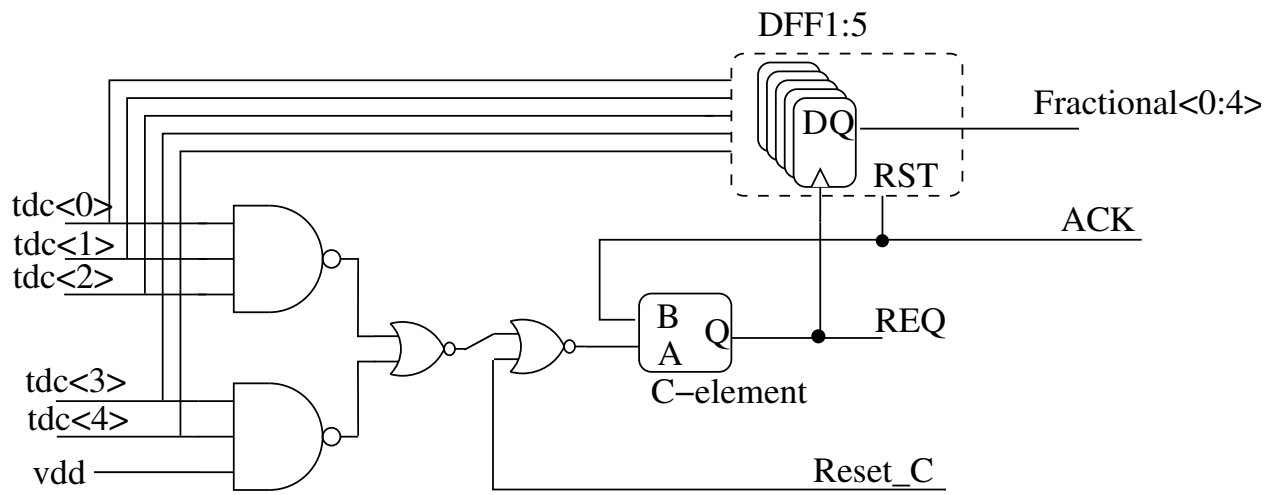 DFF1:5
Fractional<0:4>
DQ
RST
tdc<0>
tdc<1>
tdc<2>
ACK
B
A
Q
REQ
C−element
tdc<3>
tdc<4>
vdd
Reset_C